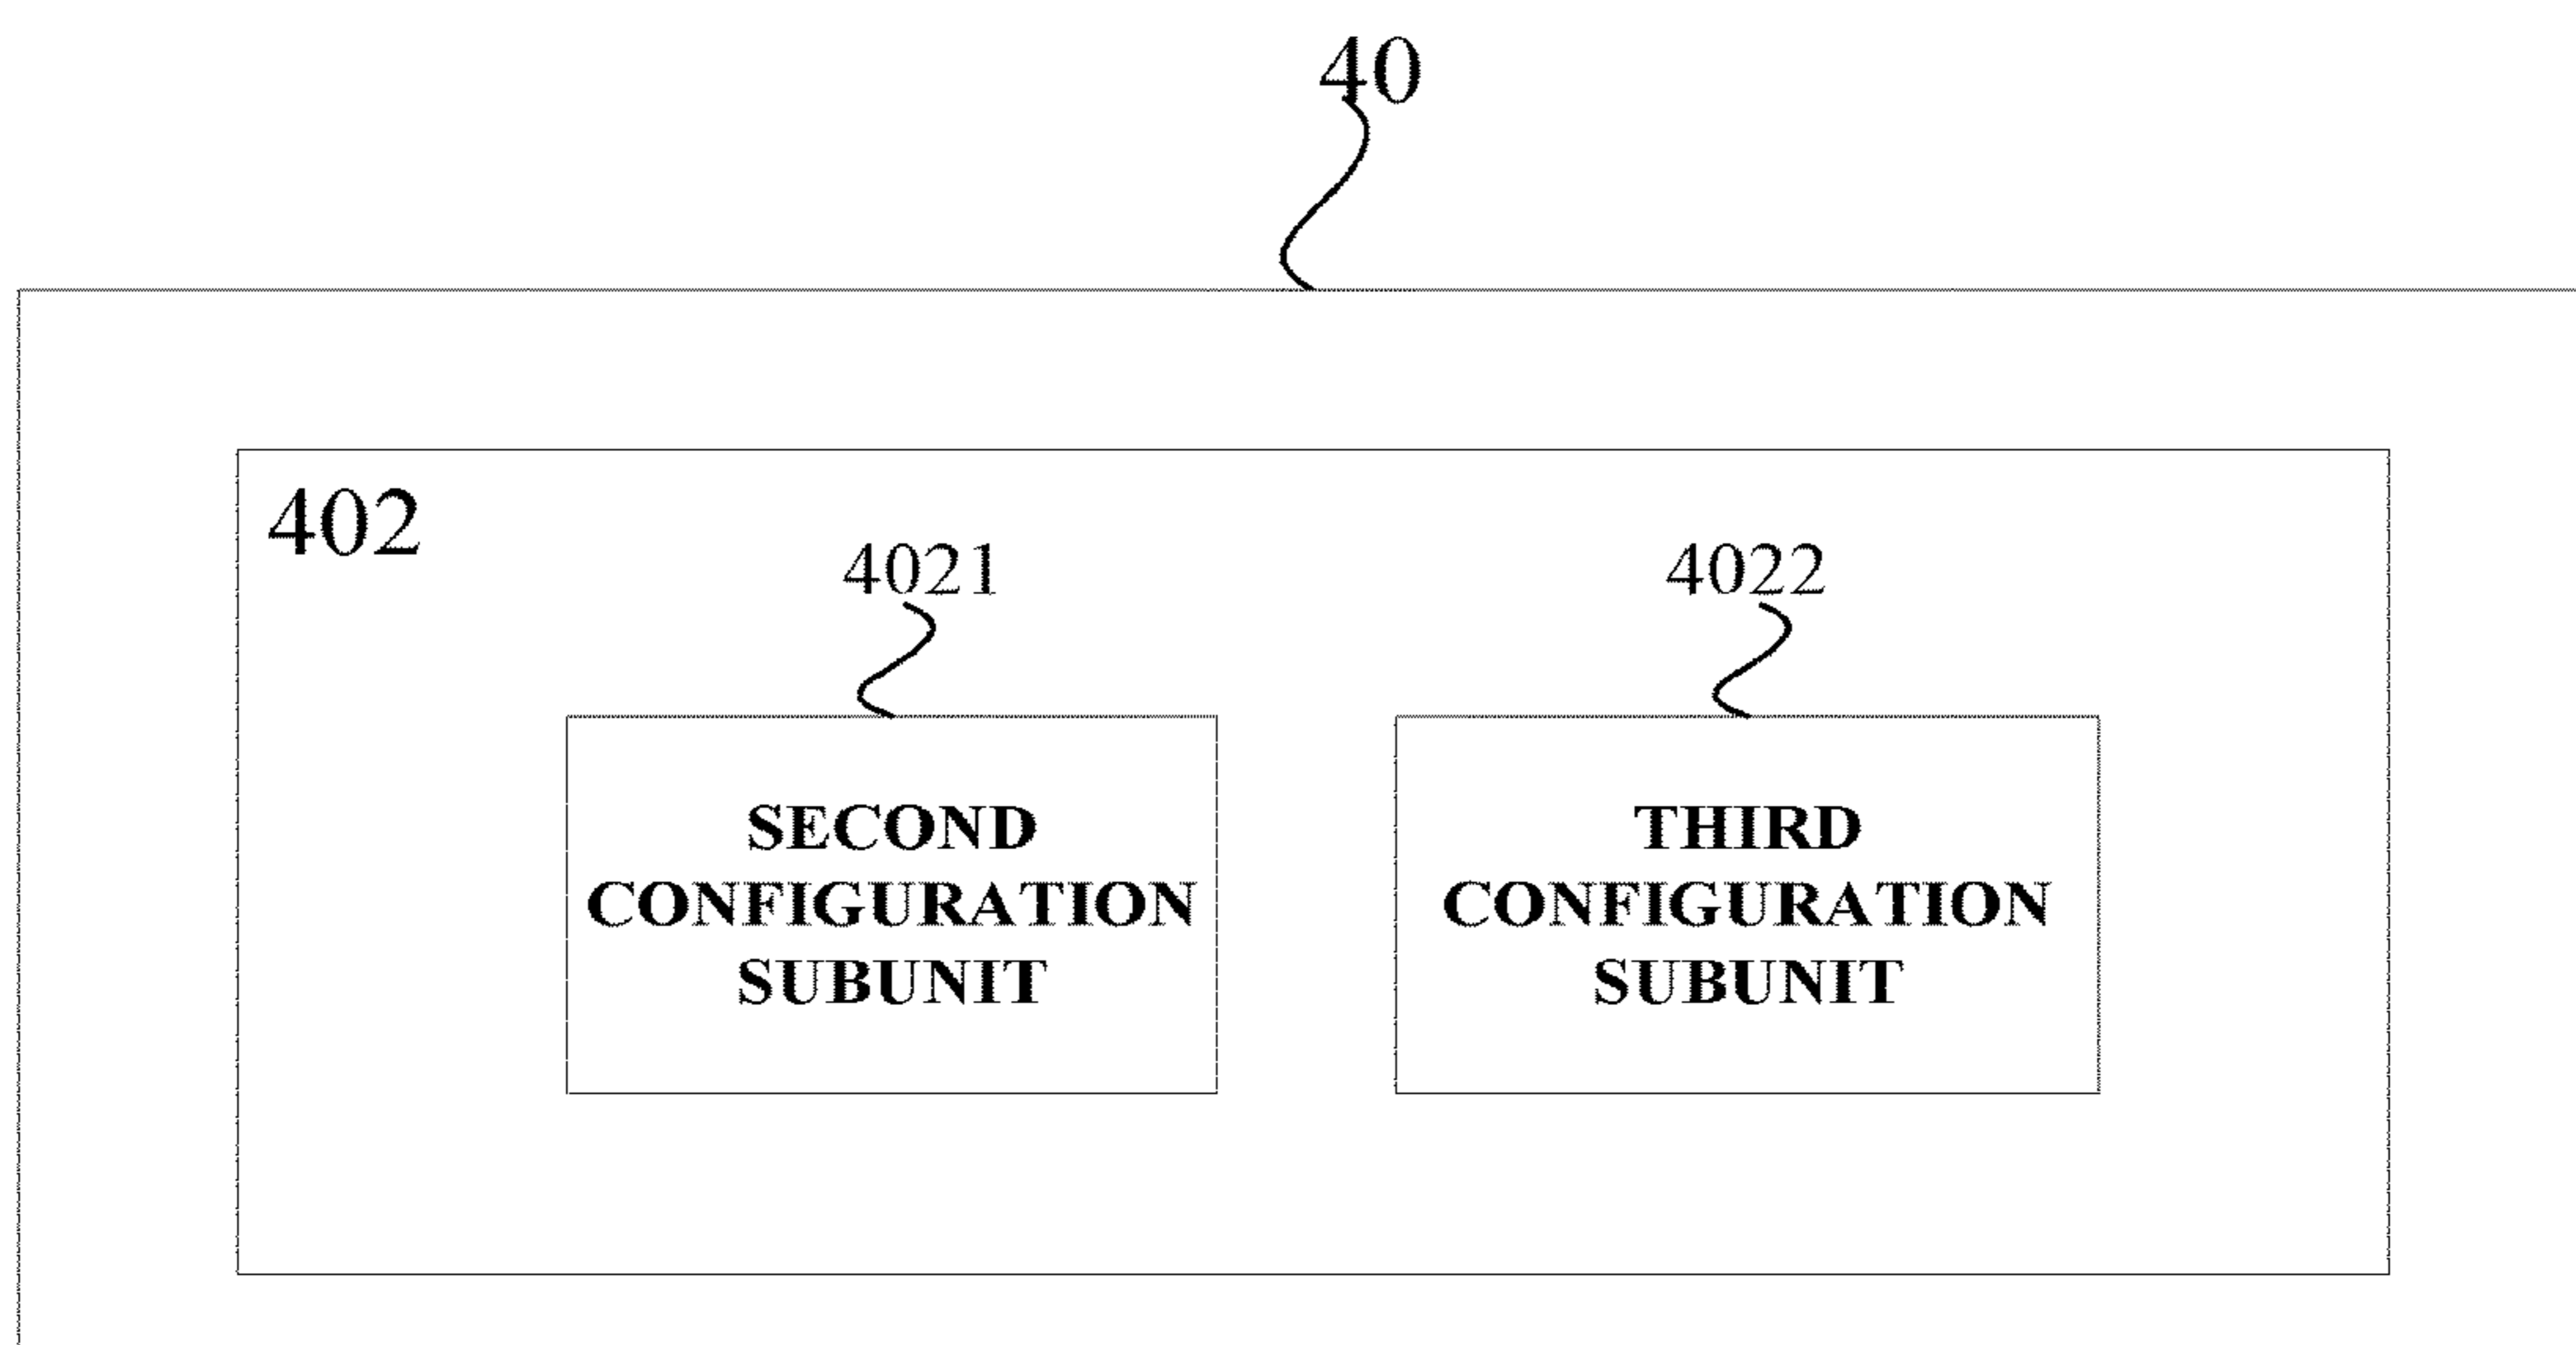 40
402
4021
4022
SECOND
CONFIGURATION
SUBUNIT
THIRD
CONFIGURATION
SUBUNIT